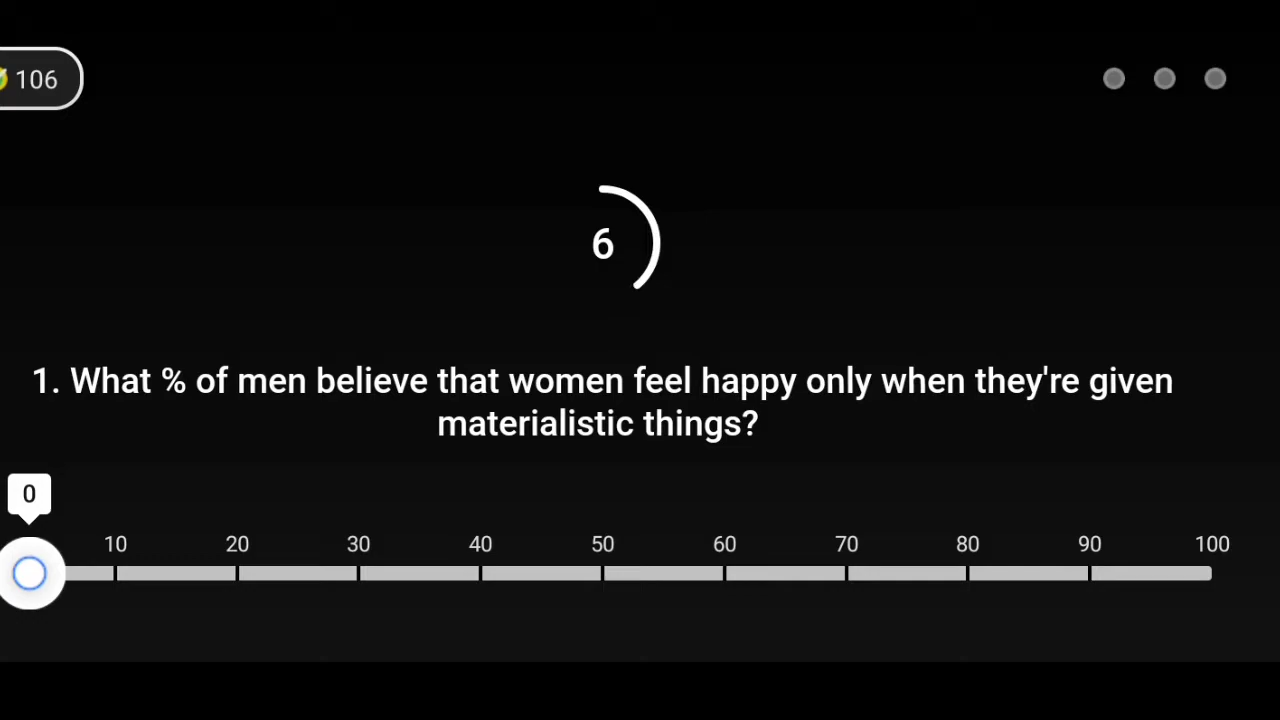 106
6
1. What % of men believe that women feel happy only when they're given
materialistic things?
0
10 20 30 40 50 60 70 80 90 100